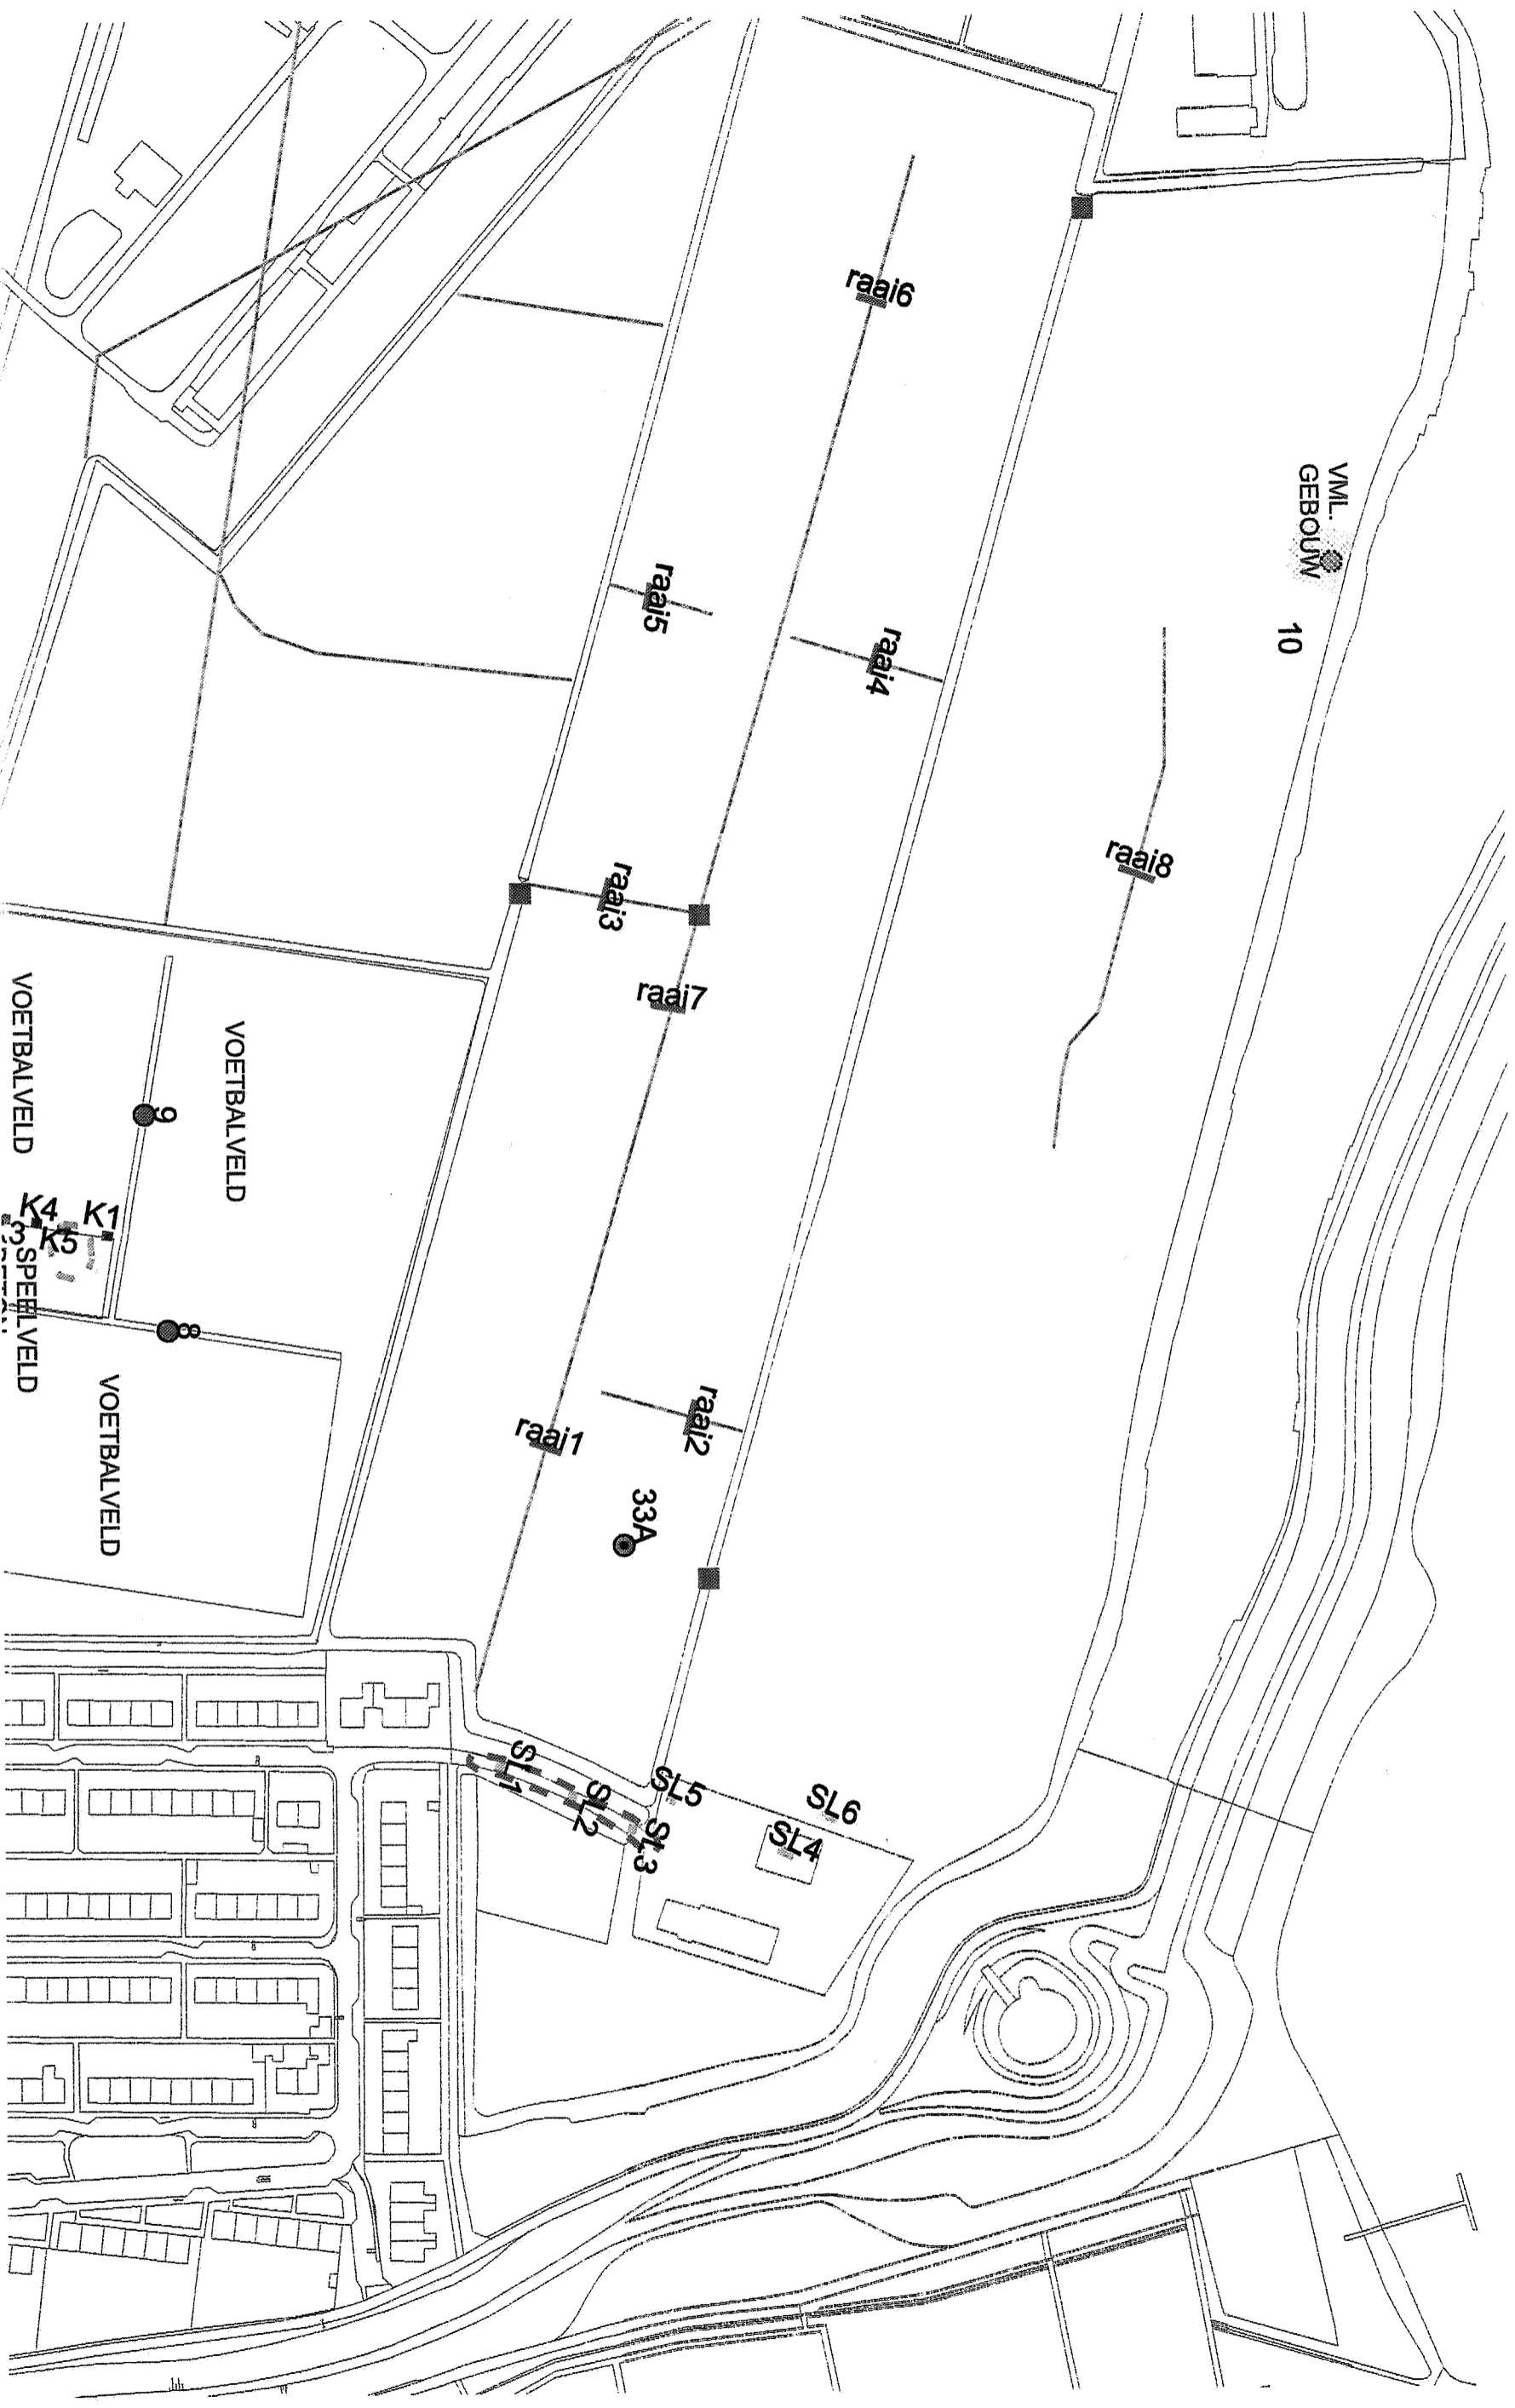 raai6
VML.
GEBOUW
10
raai5
raai4
raai8
raai3
raai7
VOETBALVELD
VOETBALVELD
9
K4
K1
K5
3
SPEELVELD
8
VOETBALVELD
raai2
raai1
33A
SL1
SL2
SL3
SL5
SL6
SL4